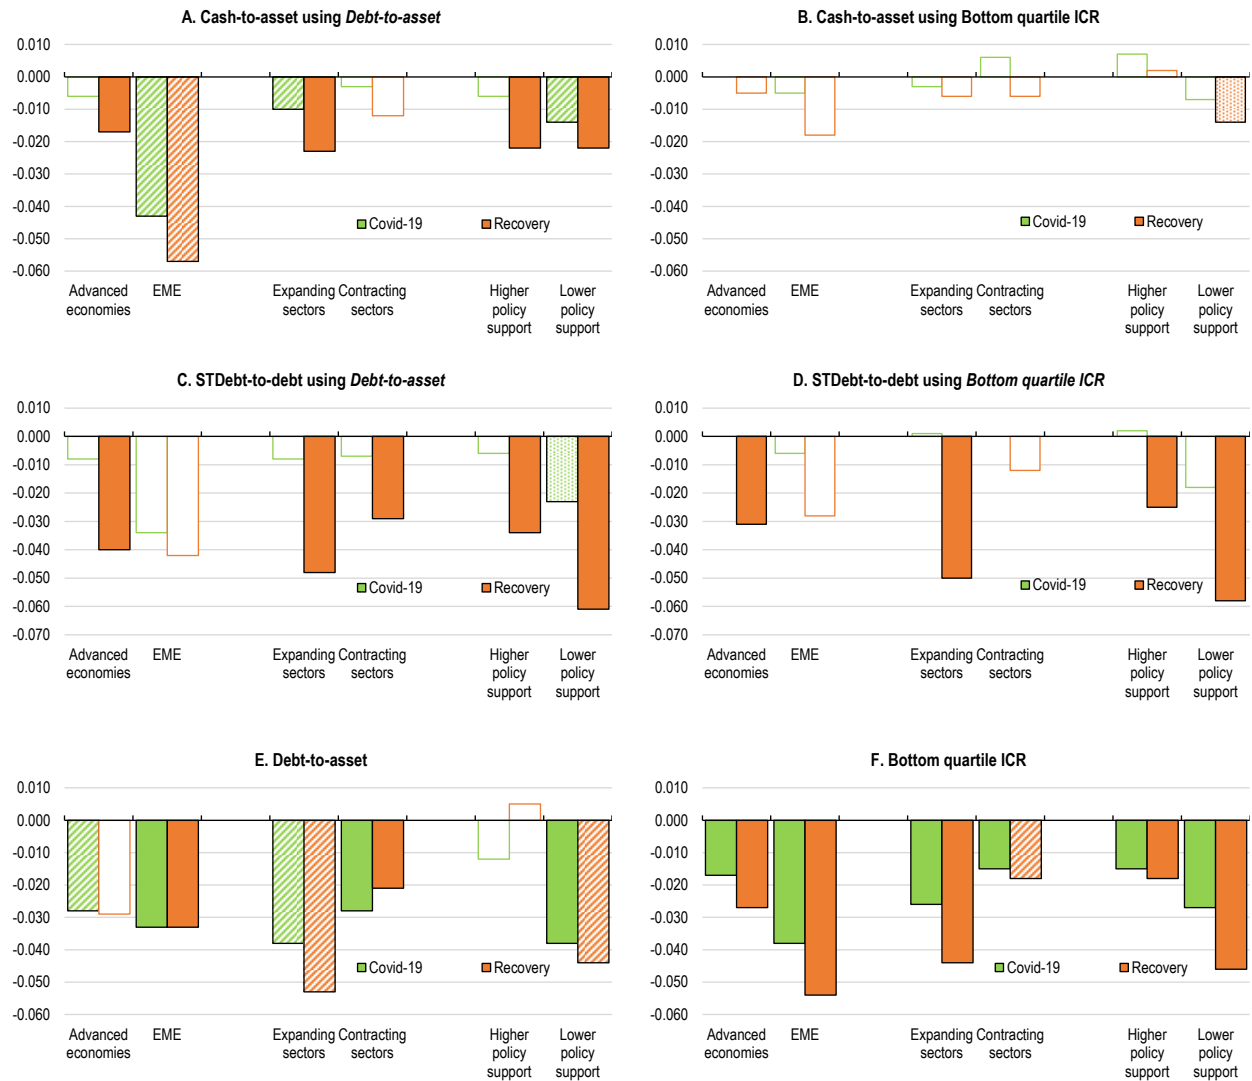 A. Cash-to-asset using Debt-to-asset
0.010
0.000
-0.010
-0.020
-0.030
-0.040
-0.050
-0.060
Covid-19 Recovery
Advanced economies
EME
Expanding sectors
Contracting sectors
Higher policy support
Lower policy support
B. Cash-to-asset using Bottom quartile ICR
0.010
0.000
-0.010
-0.020
-0.030
-0.040
-0.050
-0.060
Covid-19 Recovery
Advanced economies
EME
Expanding sectors
Contracting sectors
Higher policy support
Lower policy support
C. STDebt-to-debt using Debt-to-asset
0.010
0.000
-0.010
-0.020
-0.030
-0.040
-0.050
-0.060
-0.070
Covid-19 Recovery
Advanced economies
EME
Expanding sectors
Contracting sectors
Higher policy support
Lower policy support
D. STDebt-to-debt using Bottom quartile ICR
0.010
0.000
-0.010
-0.020
-0.030
-0.040
-0.050
-0.060
-0.070
Covid-19 Recovery
Advanced economies
EME
Expanding sectors
Contracting sectors
Higher policy support
Lower policy support
E. Debt-to-asset
0.010
0.000
-0.010
-0.020
-0.030
-0.040
-0.050
-0.060
Covid-19 Recovery
Advanced economies
EME
Expanding sectors
Contracting sectors
Higher policy support
Lower policy support
F. Bottom quartile ICR
0.010
0.000
-0.010
-0.020
-0.030
-0.040
-0.050
-0.060
Covid-19 Recovery
Advanced economies
EME
Expanding sectors
Contracting sectors
Higher policy support
Lower policy support